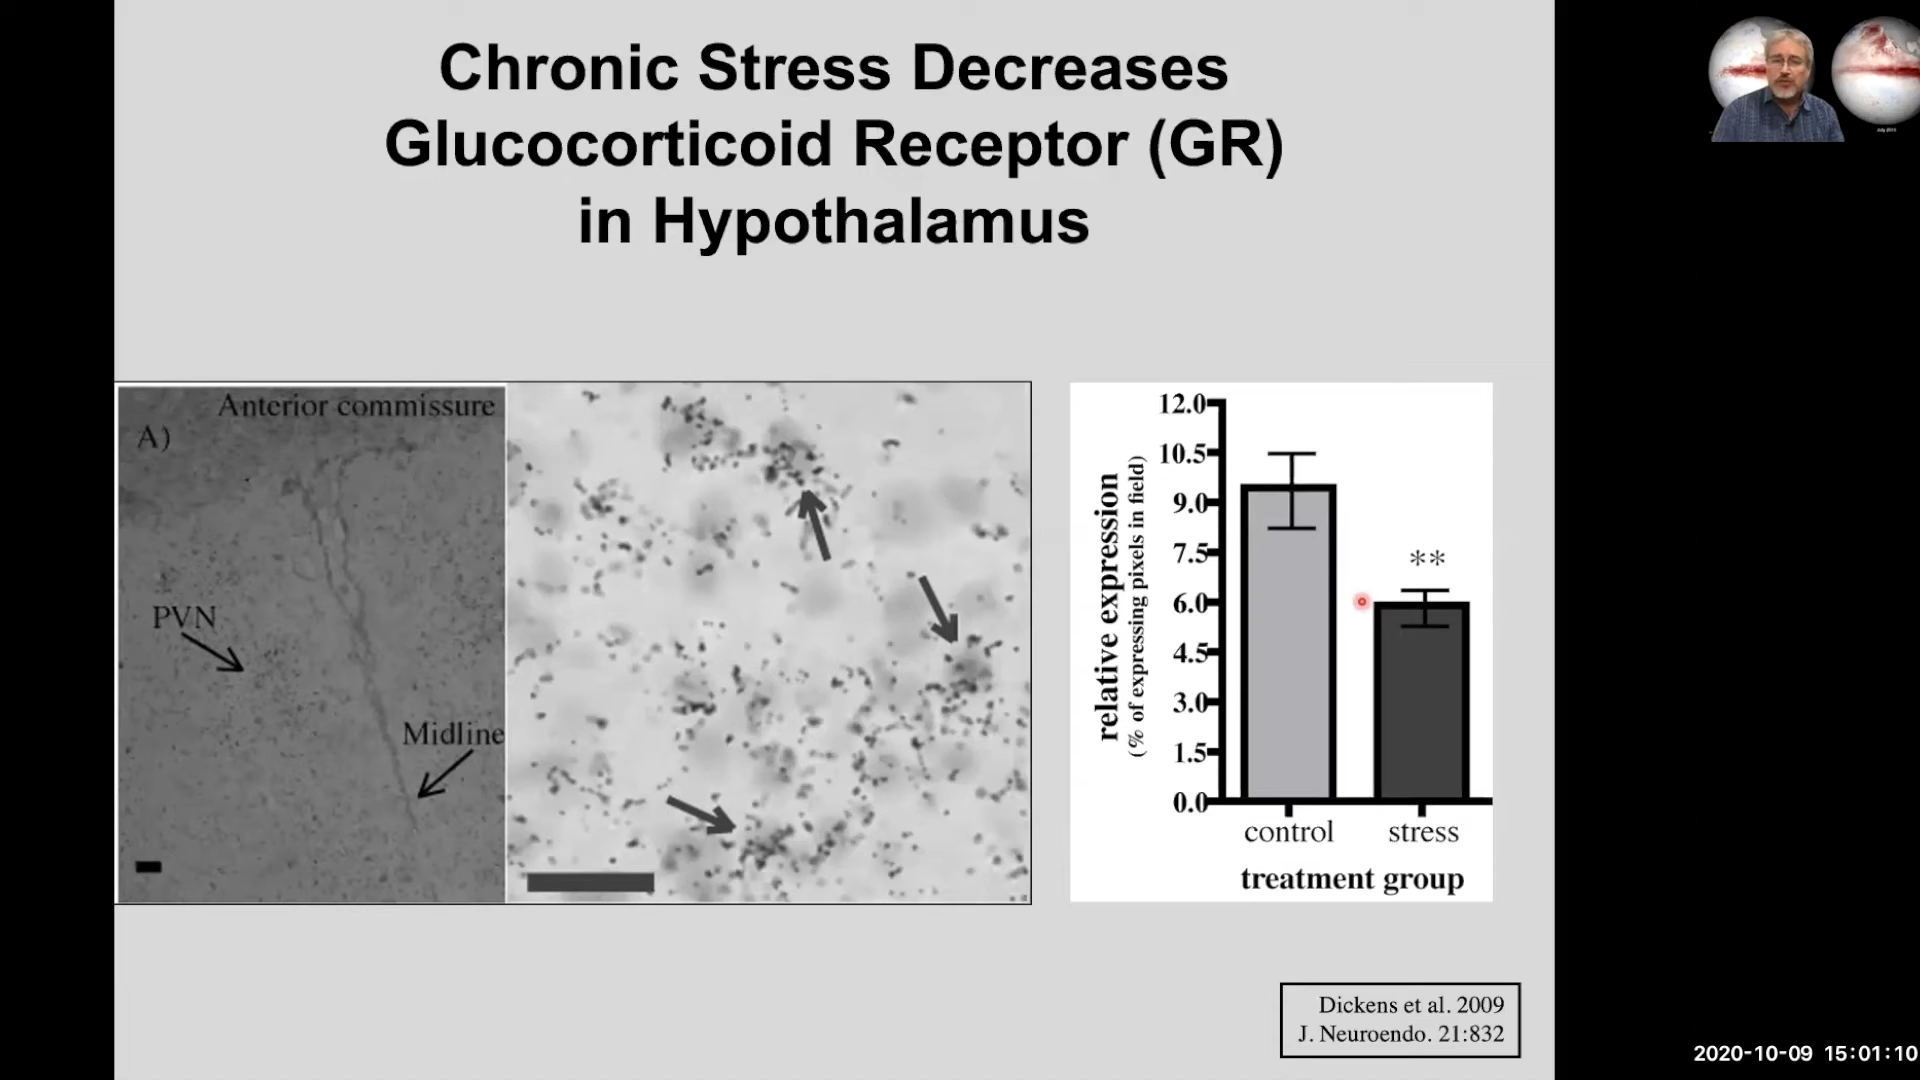 Chronic Stress Decreases
Glucocorticoid Receptor (GR)
in Hypothalamus
Anterior commissure
A)
PVN
Midline
relative expression
(% of expressing pixels in field)
12.0
10.5
9.0
7.5
6.0
4.5
3.0
1.5
0.0
**
control stress
treatment group
Dickens et al. 2009
J. Neuroendo. 21:832
2020-10-09 15:01:10